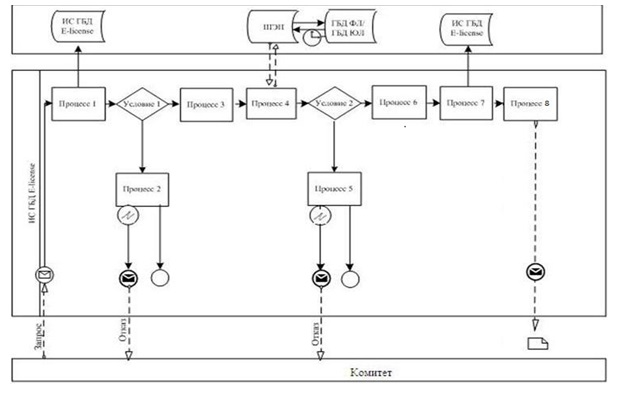 ИС ГБД
E-license
ШЭП
ГБД ФЛ/
ГБД ЮЛ
ИС ГБД
E-license
ИС ГБД E-license
Процесс 1
Условие 1
Процесс 3
Процесс 4
Условие 2
Процесс 6
Процесс 7
Процесс 8
Процесс 2
Процесс 5
Запрос
Отказ
Отказ
Комитет